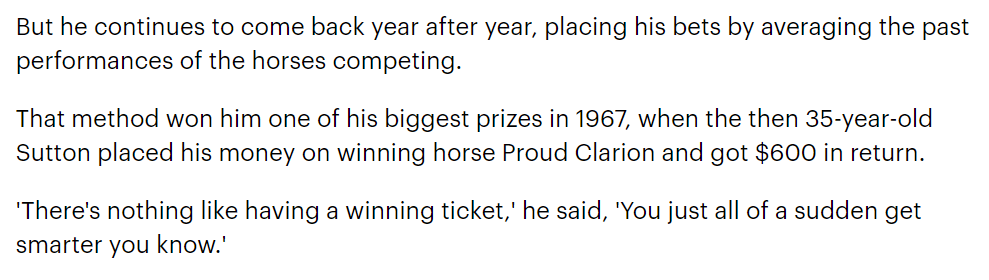 But he continues to come back year after year, placing his bets by averaging the past
performances of the horses competing.
That method won him one of his biggest prizes in 1967, when the then 35-year-old
Sutton placed his money on winning horse Proud Clarion and got $600 in return.
'There's nothing like having a winning ticket,' he said, 'You just all of a sudden get
smarter you know.'